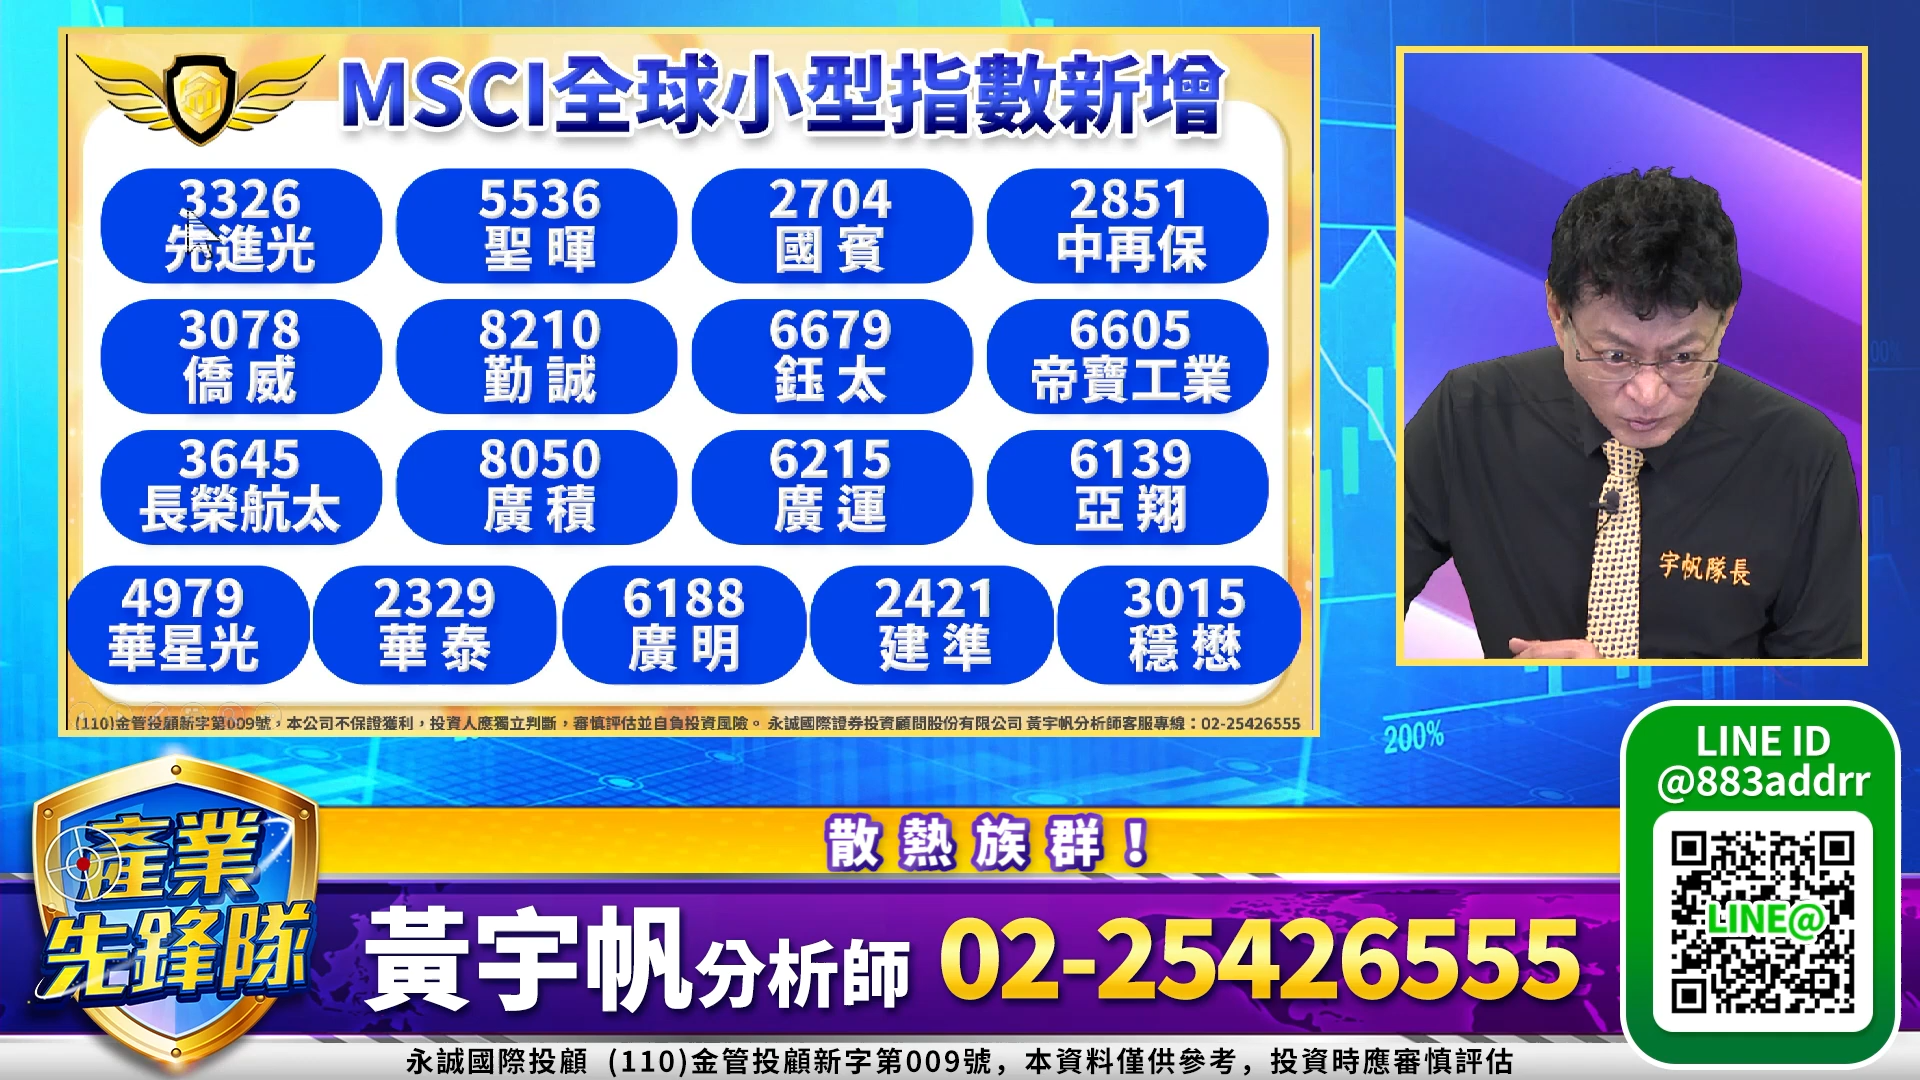 MSCI全球小型指數新增
3326
先進光
5536
聖暉
2704
國賓
2851
中再保
3078
僑威
8210
勤誠
6679
鈺太
6605
帝寶工業
3645
長榮航太
8050
廣積
6215
廣運
6139
亞翔
4979
華星光
2329
華泰
6188
廣明
2421
建準
3015
穩懋
(110)金管投顧新字第009號,本公司不保證獲利,投資人應獨立判斷,審慎評估並自負投資風險。 永誠國際證券投資顧問股份有限公司 黃宇帆分析師客服專線:02-25426555
宇帆隊長
200%
LINE ID
@883addrr
LINE@
產業
先鋒隊
散熱族群!
黃宇帆分析師 02-25426555
永誠國際投顧 (110)金管投顧新字第009號,本資料僅供參考,投資時應審慎評估